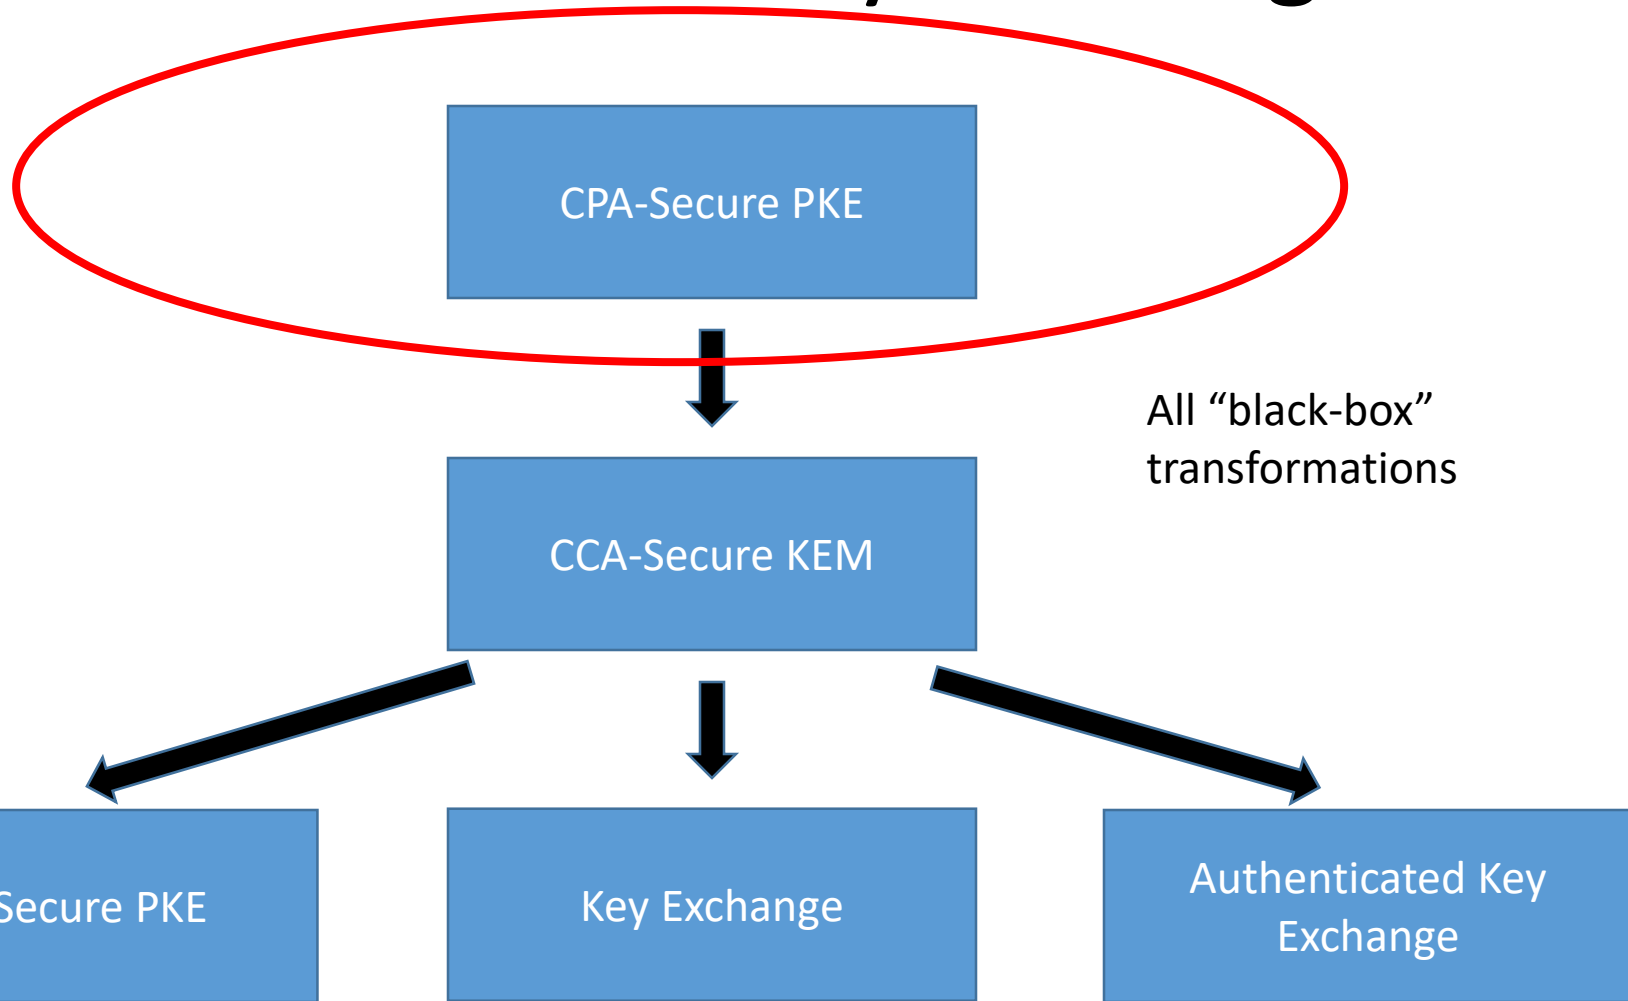 CPA-Secure PKE
All “black-box”
transformations
CCA-Secure KEM
Secure PKE
Key Exchange
Authenticated Key
Exchange